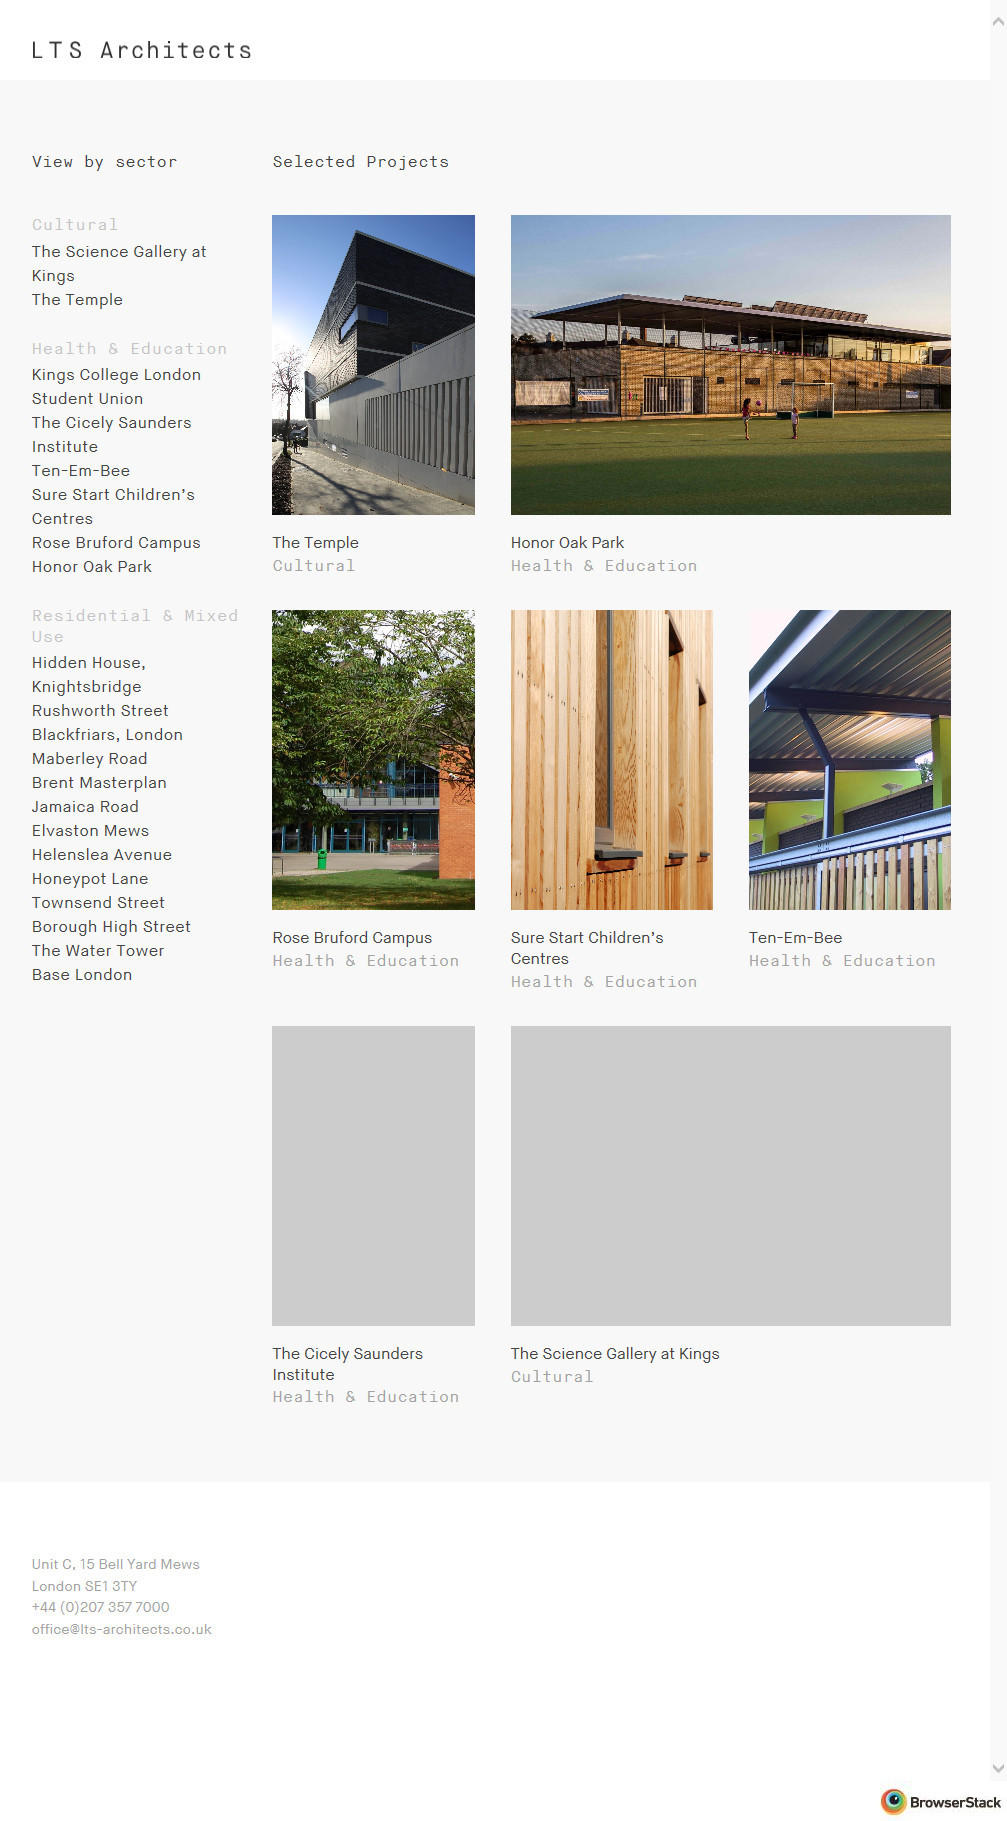 LTS Architects
View by sector
Cultural
The Science Gallery at
Kings
The Temple
Health & Education
Kings College London
Student Union
The Cicely Saunders
Institute
Ten-Em-Bee
Sure Start Children's
Centres
Rose Bruford Campus
Honor Oak Park
Residential & Mixed
Use
Hidden House,
Knightsbridge
Rushworth Street
Blackfriars, London
Maberley Road
Brent Masterplan
Jamaica Road
Elvaston Mews
Helenslea Avenue
Honeypot Lane
Townsend Street
Borough High Street
The Water Tower
Base London
Selected Projects
The Temple
Cultural
Honor Oak Park
Health & Education
Rose Bruford Campus
Health & Education
Sure Start Children's
Centres
Health & Education
Ten-Em-Bee
Health & Education
The Cicely Saunders
Institute
Health & Education
The Science Gallery at Kings
Cultural
Unit C, 15 Bell Yard Mews
London SE1 3TY
+44 (0)207 357 7000
office@lts-architects.co.uk
BrowserStack